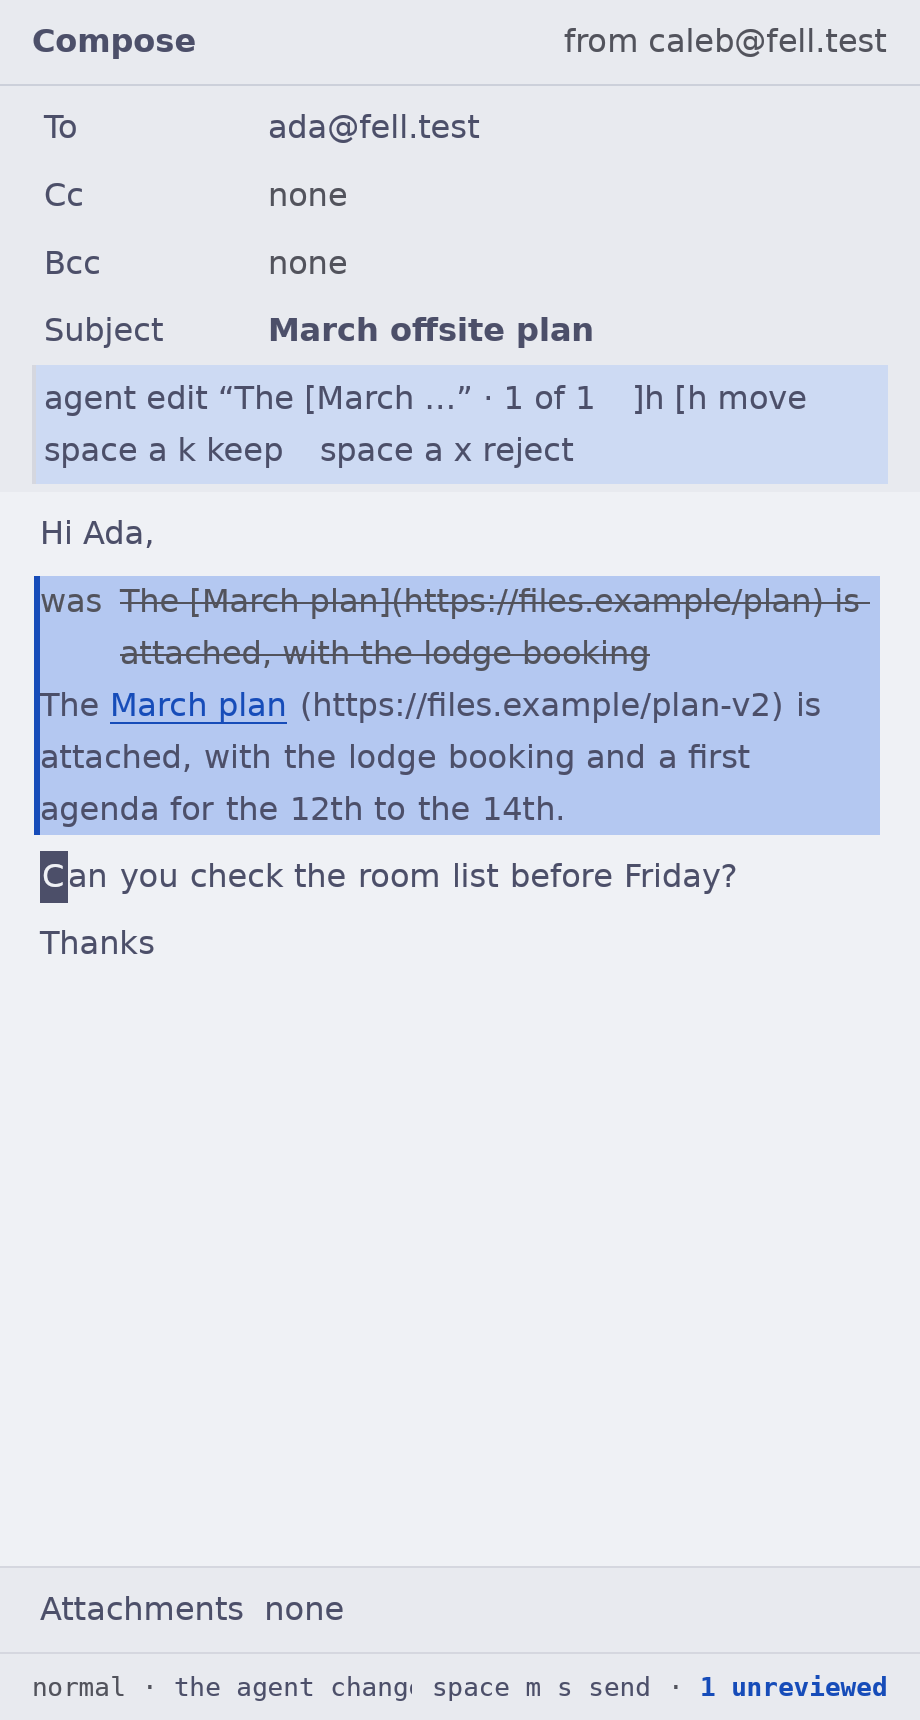 Compose from caleb@fell.test
To ada@fell.test
Cc none
Bcc none
Subject March offsite plan
agent edit “The [March …” · 1 of 1 ]h [h move
space a k keep space a x reject
Hi Ada,
was The [March plan](https://files.example/plan) is
attached, with the lodge booking
The March plan (https://files.example/plan-v2) is
attached, with the lodge booking and a first
agenda for the 12th to the 14th.
Can you check the room list before Friday?
Thanks
Attachments none
normal · the agent chang space m s send · 1 unreviewed